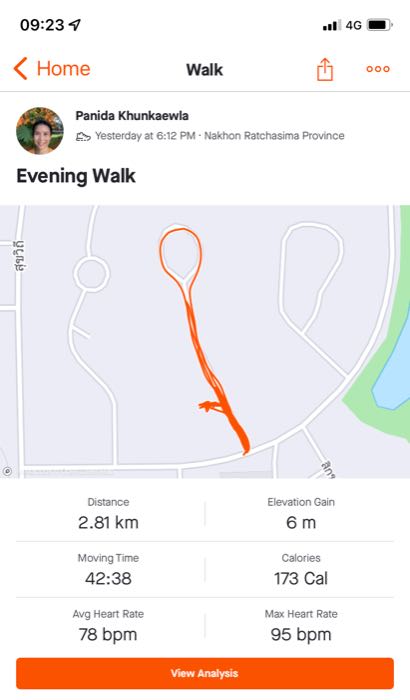 09:23
4G
Home
Walk
Panida Khunkaewla
Yesterday at 6:12 PM · Nakhon Ratchasima Province
Evening Walk
สุขวิถี
Distance
2.81 km
Elevation Gain
6 m
Moving Time
42:38
Calories
173 Cal
Avg Heart Rate
78 bpm
Max Heart Rate
95 bpm
View Analysis